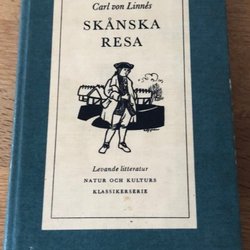 Carl von Linnés
SKÅNSKA
RESA
Levande litteratur
NATUR OCH KULTURS
KLASSIKERSERIE